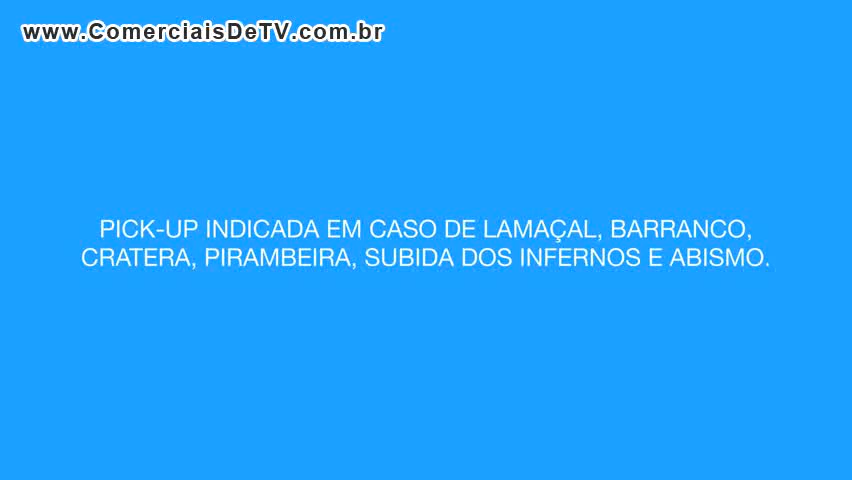 www.ComerciaisDeTV.com.br
PICK-UP INDICADA EM CASO DE LAMAÇAL, BARRANCO,
CRATERA, PIRAMBEIRA, SUBIDA DOS INFERNOS E ABISMO.